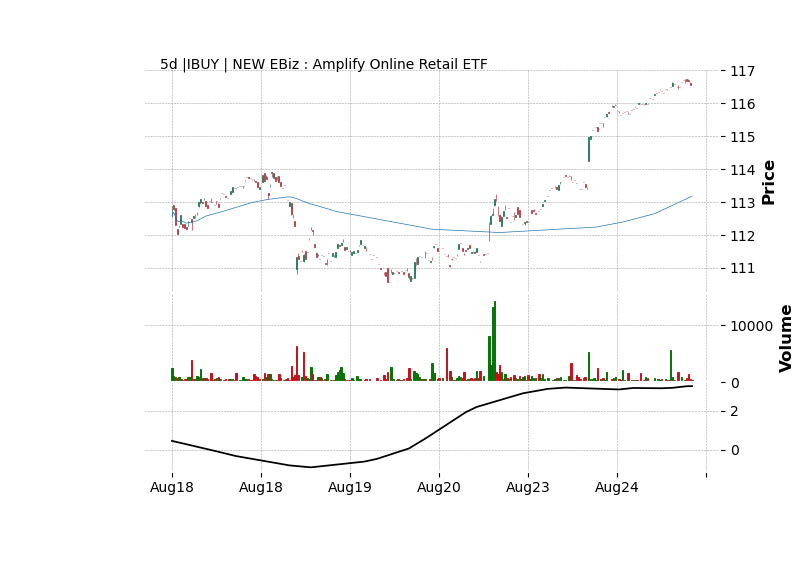 5d |IBUY | NEW EBiz : Amplify Online Retail ETF
117
116
115
114
113
112
111
Price
10000
0
Volume
2
0
Aug18
Aug18
Aug19
Aug20
Aug23
Aug24